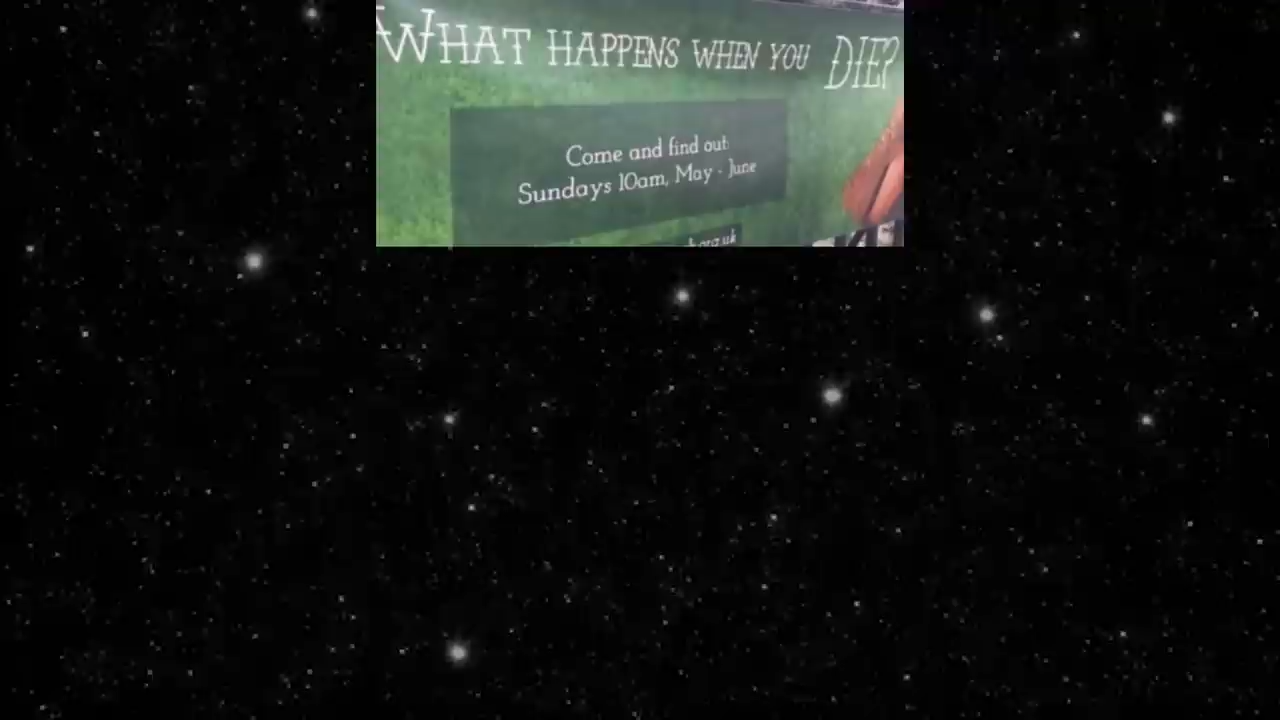 WHAT HAPPENS WHEN YOU DIE?
Come and find out:
Sundays 10am, May - June